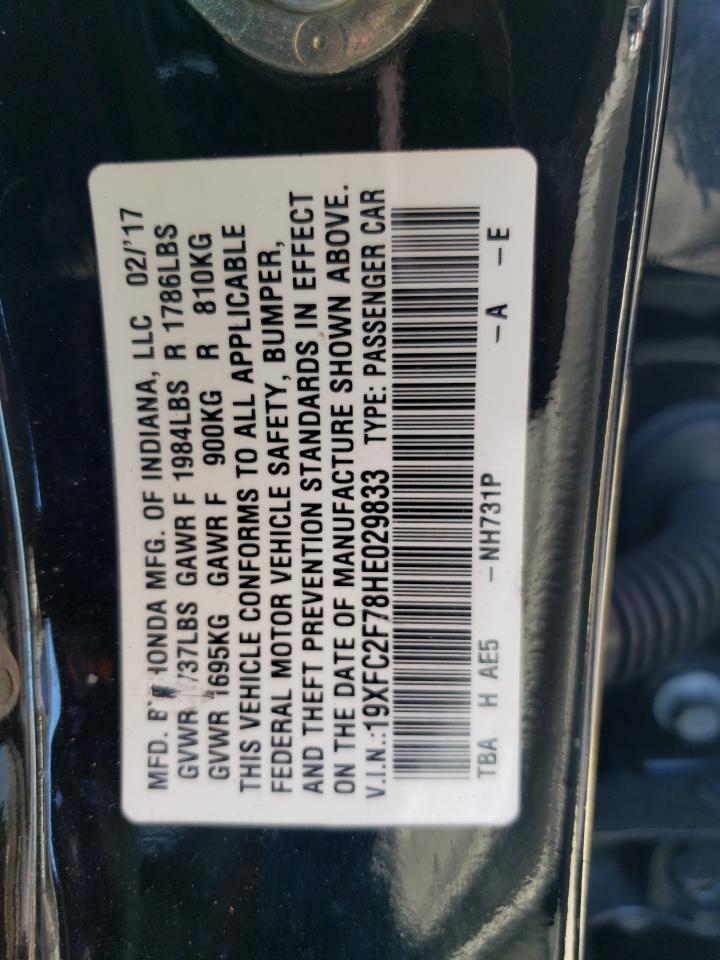 MFD. BY HONDA MFG. OF INDIANA, LLC 02/'17
GVWR 737LBS GAWR F 1984LBS R 1786LBS
GVWR 1695KG GAWR F 900KG R 810KG
THIS VEHICLE CONFORMS TO ALL APPLICABLE
FEDERAL MOTOR VEHICLE SAFETY, BUMPER,
AND THEFT PREVENTION STANDARDS IN EFFECT
ON THE DATE OF MANUFACTURE SHOWN ABOVE.
V.I.N.:19XFC2F78HE029833 TYPE: PASSENGER CAR
TBA H AE5 -NH731P -A -E